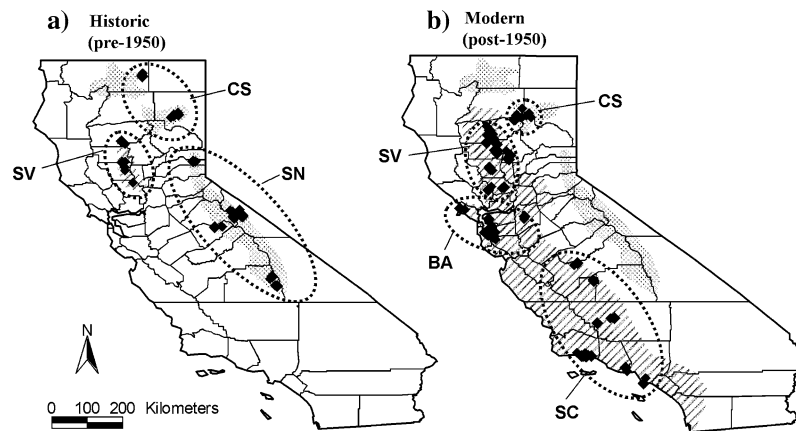 a) Historic
(pre-1950)
CS
SV
SN
N
0 100 200 Kilometers
b) Modern
(post-1950)
CS
SV
BA
SC